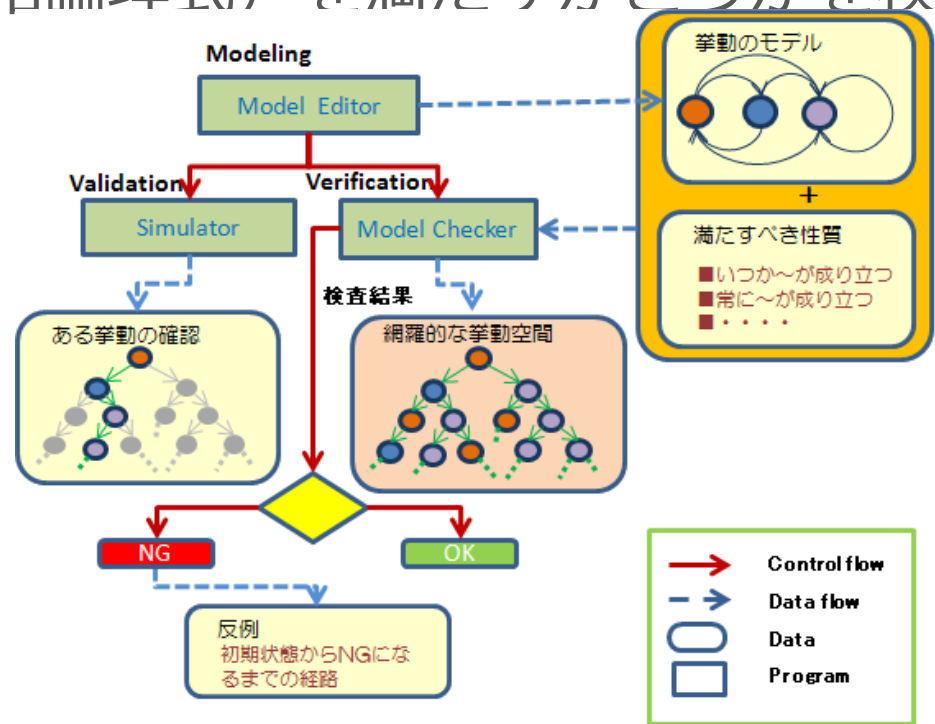 Modeling
Model Editor
挙動のモデル
+
満たすべき性質
■いつか～が成り立つ
■常に～が成り立つ
■・・・・
Validation
Verification
Simulator
Model Checker
検査結果
ある挙動の確認
網羅的な挙動空間
NG
OK
反例
初期状態からNGにな
るまでの経路
Control flow
Data flow
Data
Program